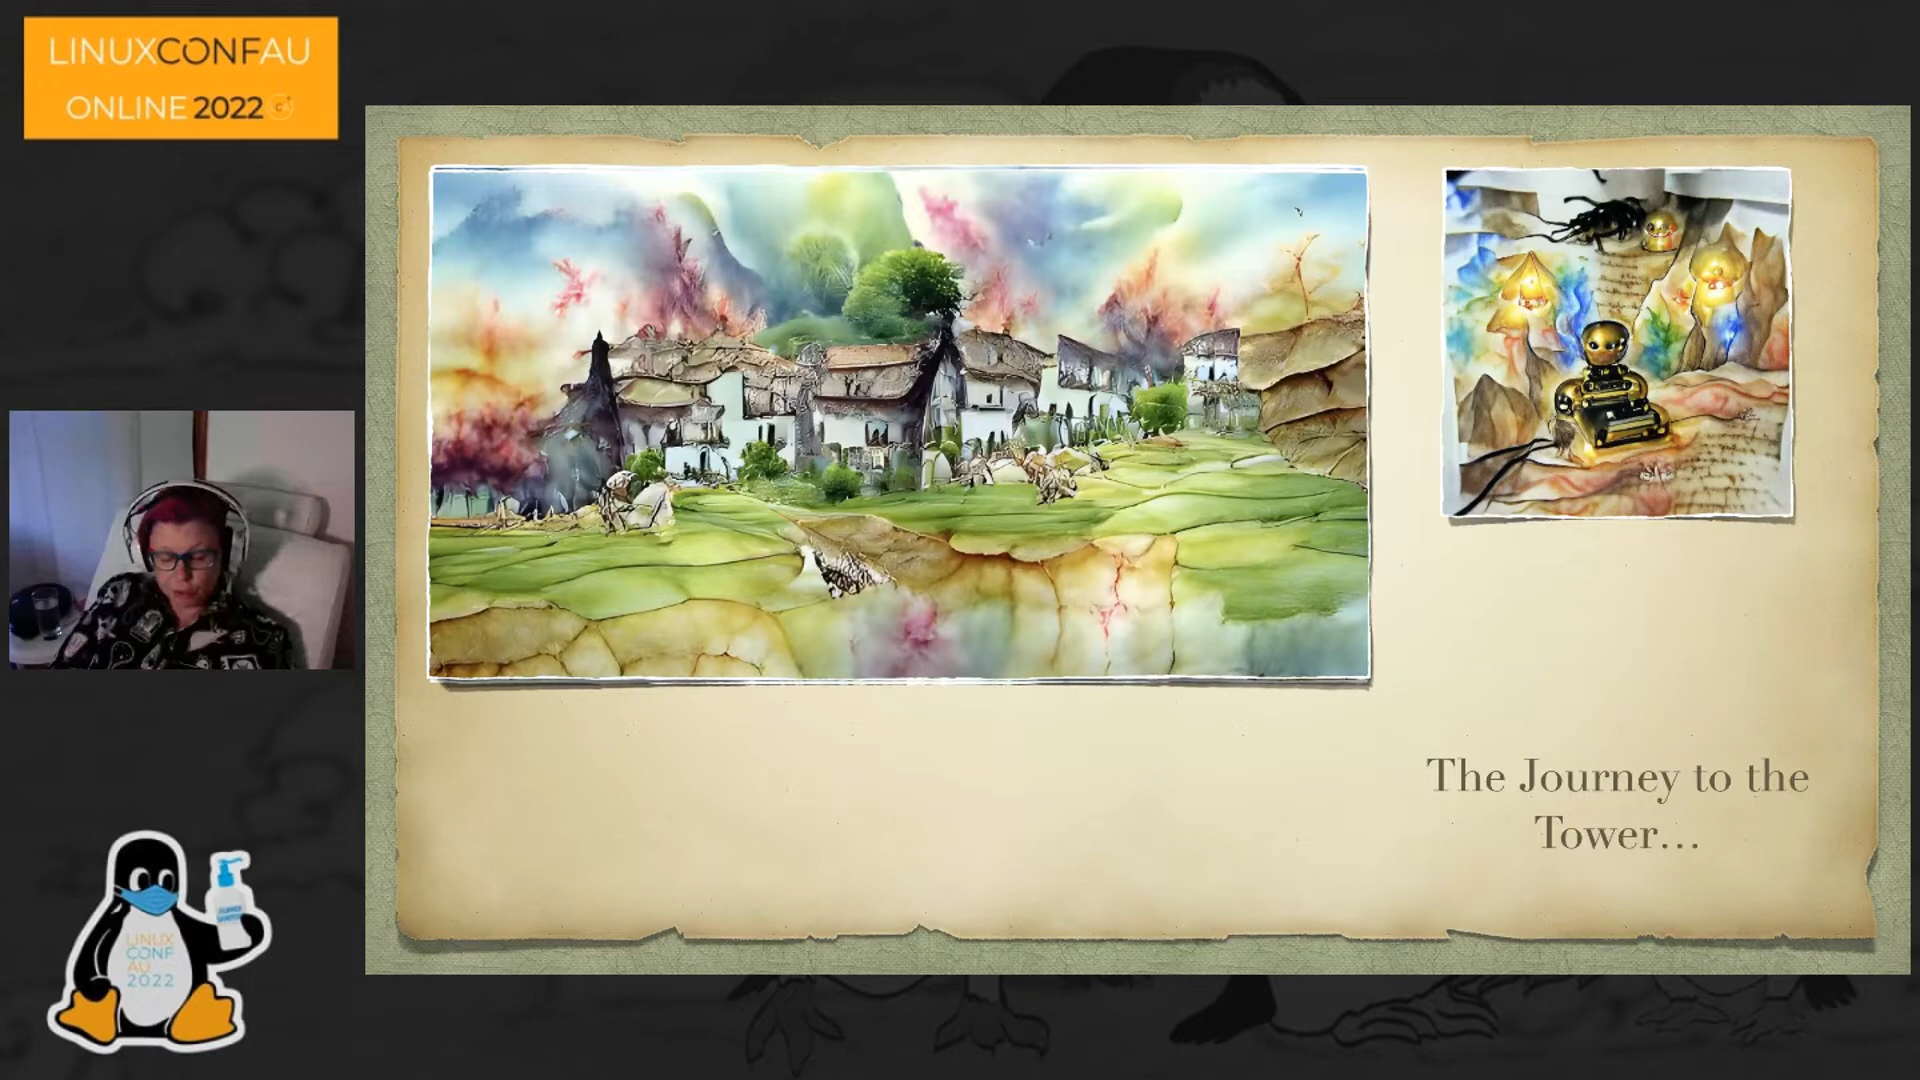 LINUXCONFAU
ONLINE 2022
The Journey to the
Tower...
LINUX
CONF
AU
2022